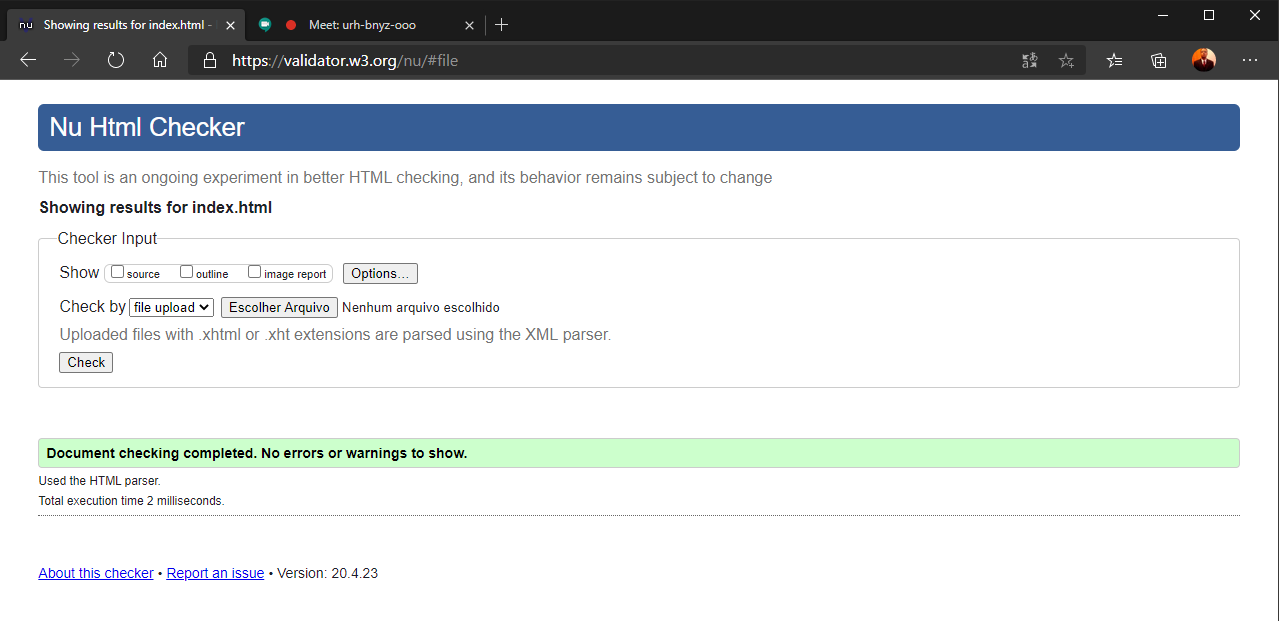 nu Showing results for index.html - Meet: urh-bnyz-ooo
https://validator.w3.org/nu/#file
Nu Html Checker
This tool is an ongoing experiment in better HTML checking, and its behavior remains subject to change
Showing results for index.html
Checker Input
Show source outline image report Options...
Check by file upload Escolher Arquivo Nenhum arquivo escolhido
Uploaded files with .xhtml or .xht extensions are parsed using the XML parser.
Check
Document checking completed. No errors or warnings to show.
Used the HTML parser.
Total execution time 2 milliseconds.
About this checker • Report an issue • Version: 20.4.23